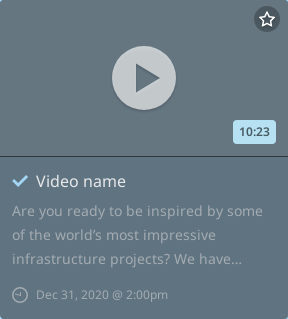 10:23
Video name
Are you ready to be inspired by some
of the world's most impressive
infrastructure projects? We have...
Dec 31, 2020 @ 2:00pm